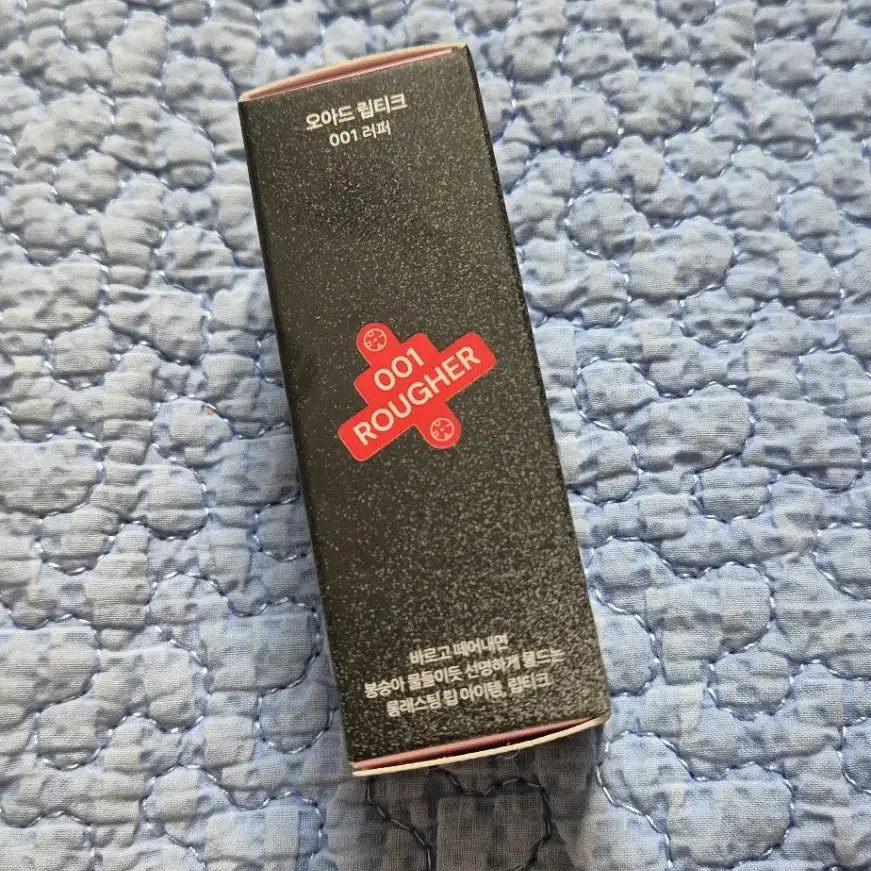 오아드 립티크
001 러퍼
001
ROUGHER
바르고 떼어내면
봉숭아 물들이듯 선명하게 물드는
롱래스팅 립 아이템, 립티크